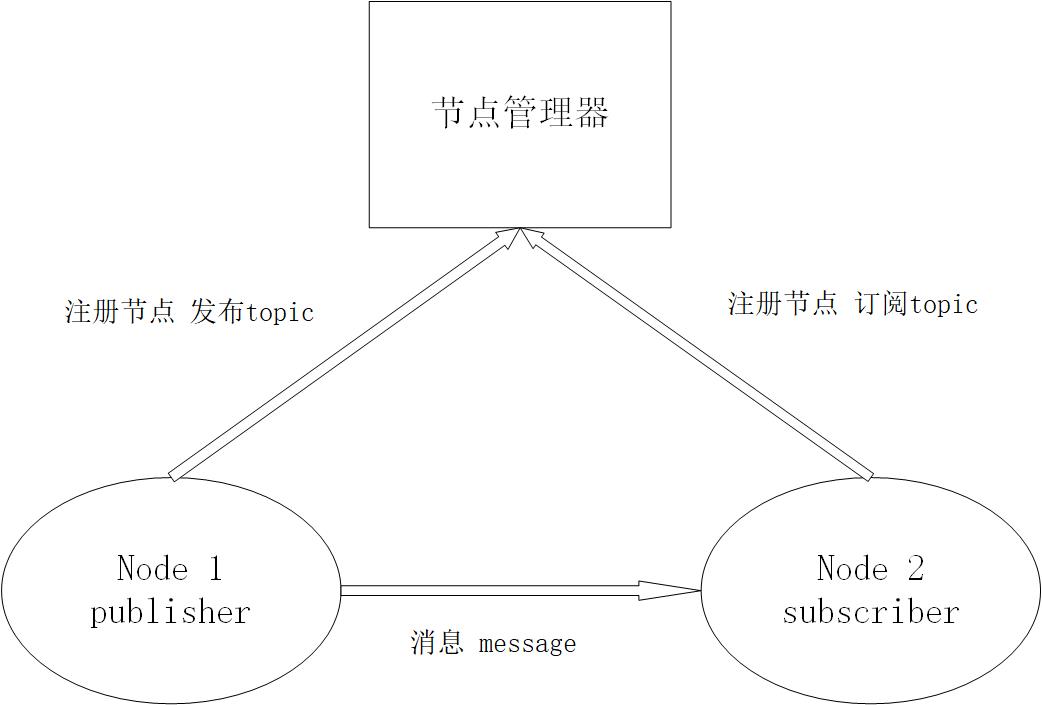 节点管理器
注册节点 发布topic
注册节点 订阅topic
Node 1
publisher
Node 2
subscriber
消息 message